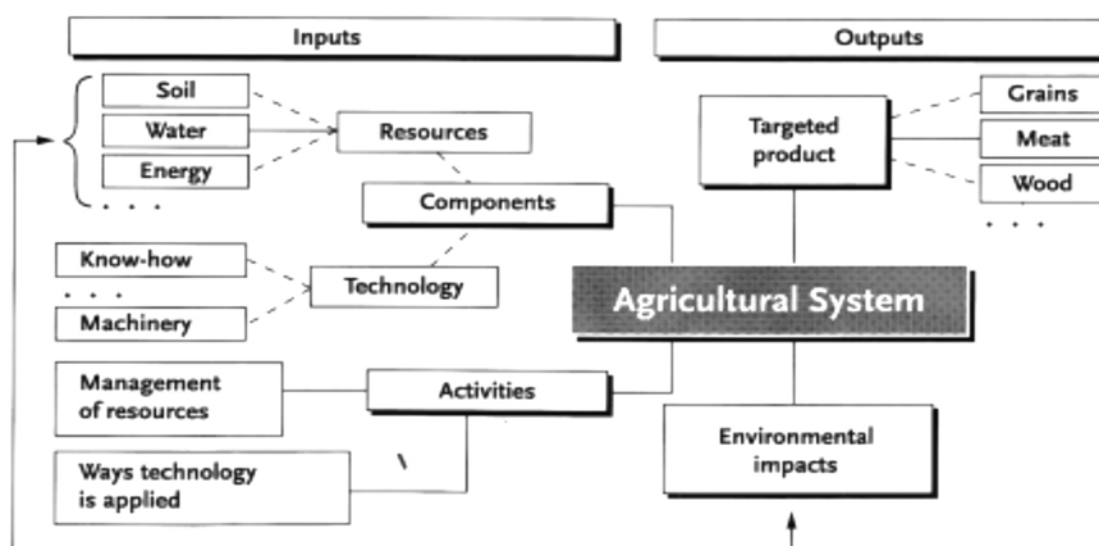 Inputs
Outputs
Soil
Water
Energy
. . .
Resources
Components
Know-how
. . .
Machinery
Technology
Management
of resources
Activities
Ways technology
is applied
Targeted
product
Grains
Meat
Wood
. . .
Agricultural System
Environmental
impacts